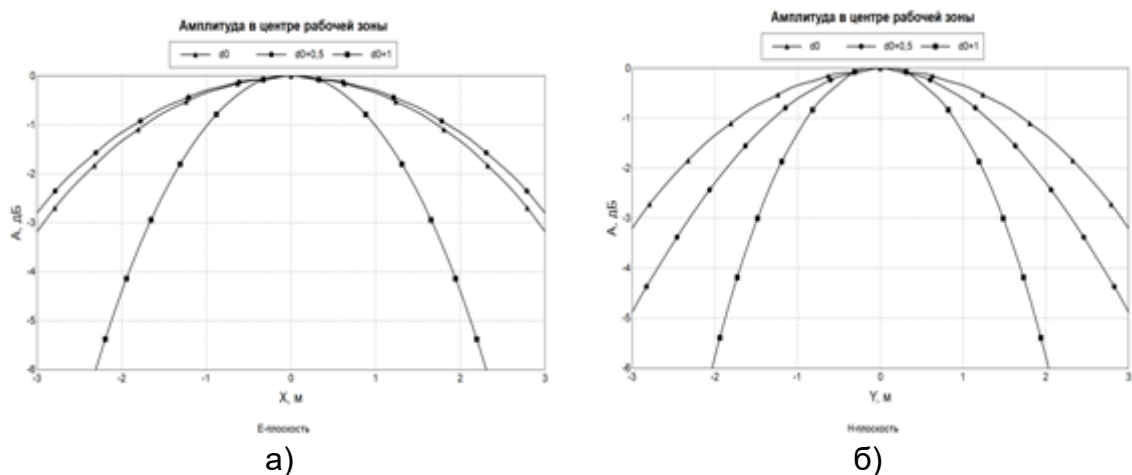 Амплитуда в центре рабочей зоны
d0 d0+0,5 d0+1
0
-1
-2
-3
-4
-5
-6
А, дБ
-3 -2 -1 0 1 2 3
X, м
Е-плоскость
а)
Амплитуда в центре рабочей зоны
d0 d0+0,5 d0+1
0
-1
-2
-3
-4
-5
-6
А, дБ
-3 -2 -1 0 1 2 3
Y, м
Н-плоскость
б)